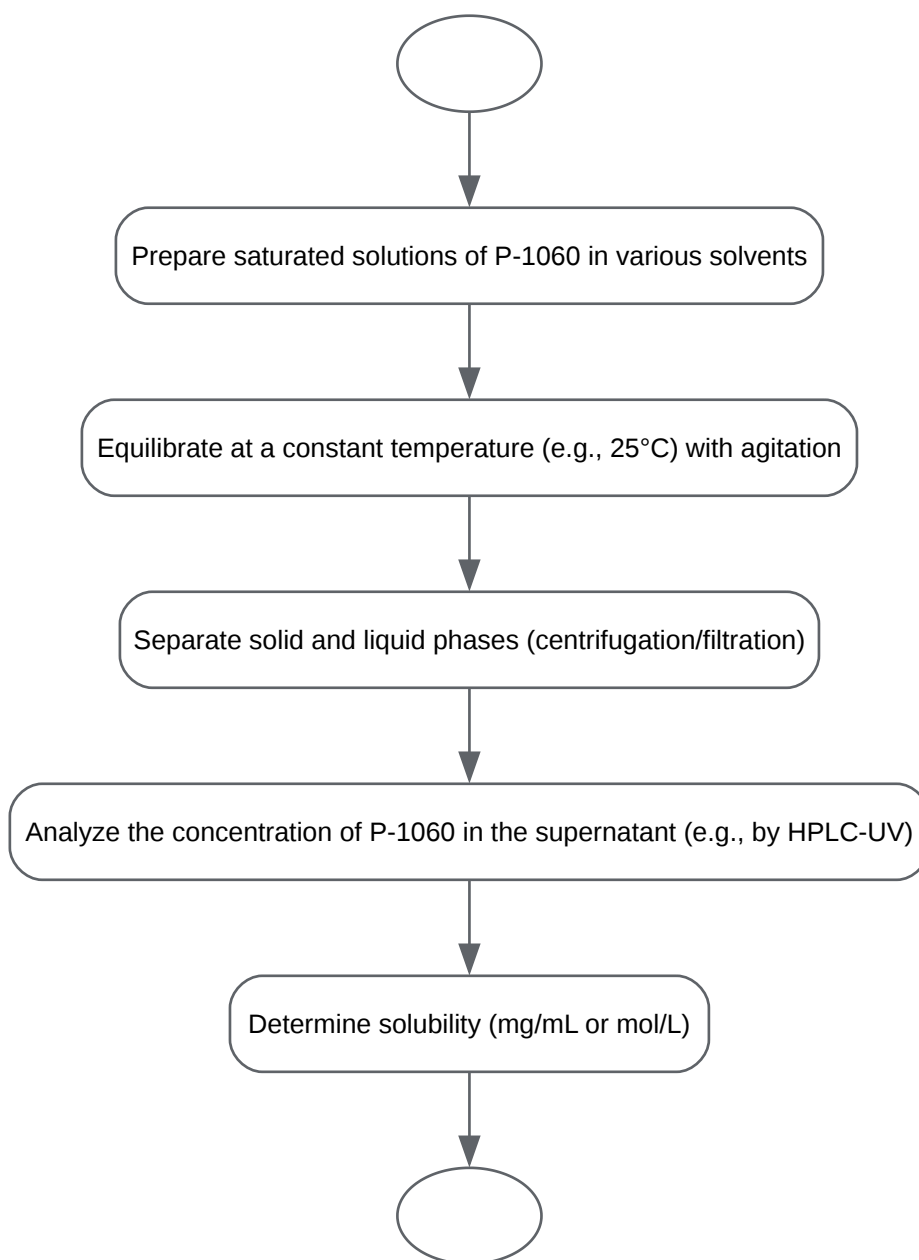 Prepare saturated solutions of P-1060 in various solvents
Equilibrate at a constant temperature (e.g., 25°C) with agitation
Separate solid and liquid phases (centrifugation/filtration)
Analyze the concentration of P-1060 in the supernatant (e.g., by HPLC-UV)
Determine solubility (mg/mL or mol/L)